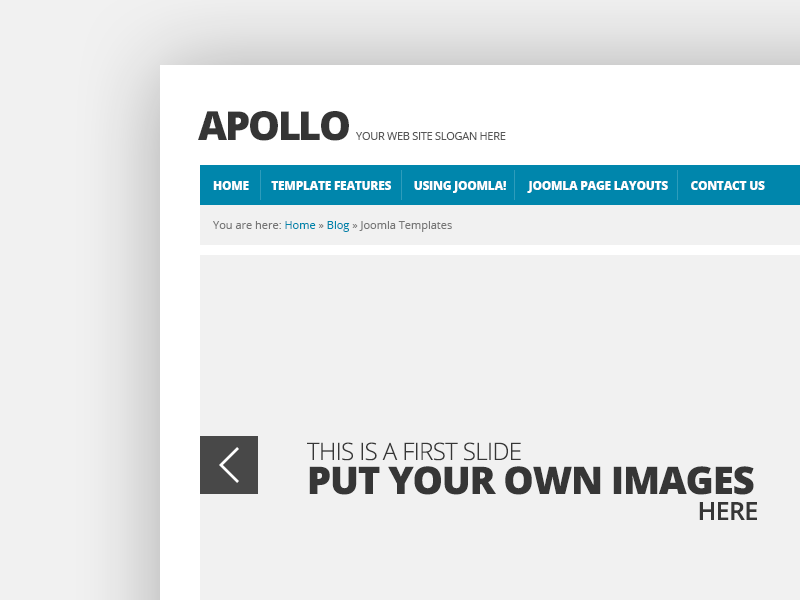 APOLLO YOUR WEB SITE SLOGAN HERE
HOME TEMPLATE FEATURES USING JOOMLA! JOOMLA PAGE LAYOUTS CONTACT US
You are here: Home » Blog » Joomla Templates
THIS IS A FIRST SLIDE
PUT YOUR OWN IMAGES
HERE